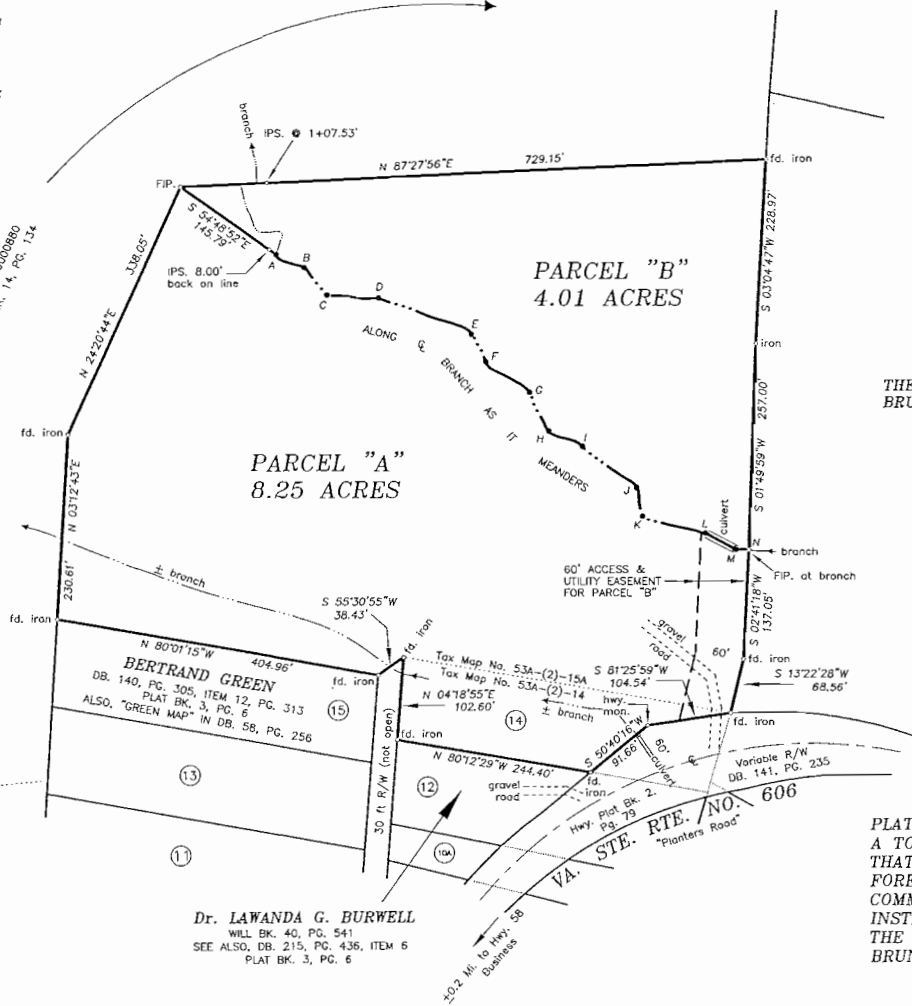 branch
IPS. @ 1+07.53'
N 87°27'56"E 729.15'
fd. iron
FIP.
S 54°48'52"E
145.79'
IPS. 8.00'
back on line
A
B
C
D
E
F
G
H
I
J
K
L
M
N
PARCEL "B"
4.01 ACRES
ALONG ℄ BRANCH AS IT MEANDERS
S 03°04'47"W 228.97'
iron
S 01°49'59"W 257.00'
culvert
branch
FIP. at branch
0000880
14, PG. 134
338.05'
N 24°20'44"E
fd. iron
N 03°12'43"E
230.61'
fd. iron
PARCEL "A"
8.25 ACRES
± branch
THE
BRU
60' ACCESS &
UTILITY EASEMENT
FOR PARCEL "B"
S 02°41'18"W
137.05'
gravel
road
60'
fd. iron
S 13°22'28"W
68.56'
fd. iron
S 55°30'55"W
38.43'
fd. iron
N 80°01'15"W 404.96'
fd. iron
BERTRAND GREEN
DB. 140, PG. 305, ITEM 12, PG. 313
PLAT BK. 3, PG. 6
ALSO, "GREEN MAP" IN DB. 58, PG. 256
15
13
11
Tax Map No. 53A-(2)-15A
Tax Map No. 53A-(2)-14
S 81°25'59"W
104.54'
N 04°18'55"E
102.60'
14
± branch
hwy.
mon.
fd. iron
N 80°12'29"W 244.40'
S 50°40'16"W
91.66'
60'
culvert
℄
fd.
iron
30 ft R/W (not open)
12
10A
gravel
road
Hwy. Plat Bk. 2,
Pg. 79
Variable R/W
DB. 141, PG. 235
VA. STE. RTE. NO. 606
"Planters Road"
±0.2 Mi. to Hwy. 58
Business
Dr. LAWANDA G. BURWELL
WILL BK. 40, PG. 541
SEE ALSO, DB. 215, PG. 436, ITEM 6
PLAT BK. 3, PG. 6
PLAT
A TO
THAT
FORE
COMM
INST
THE
BRUN